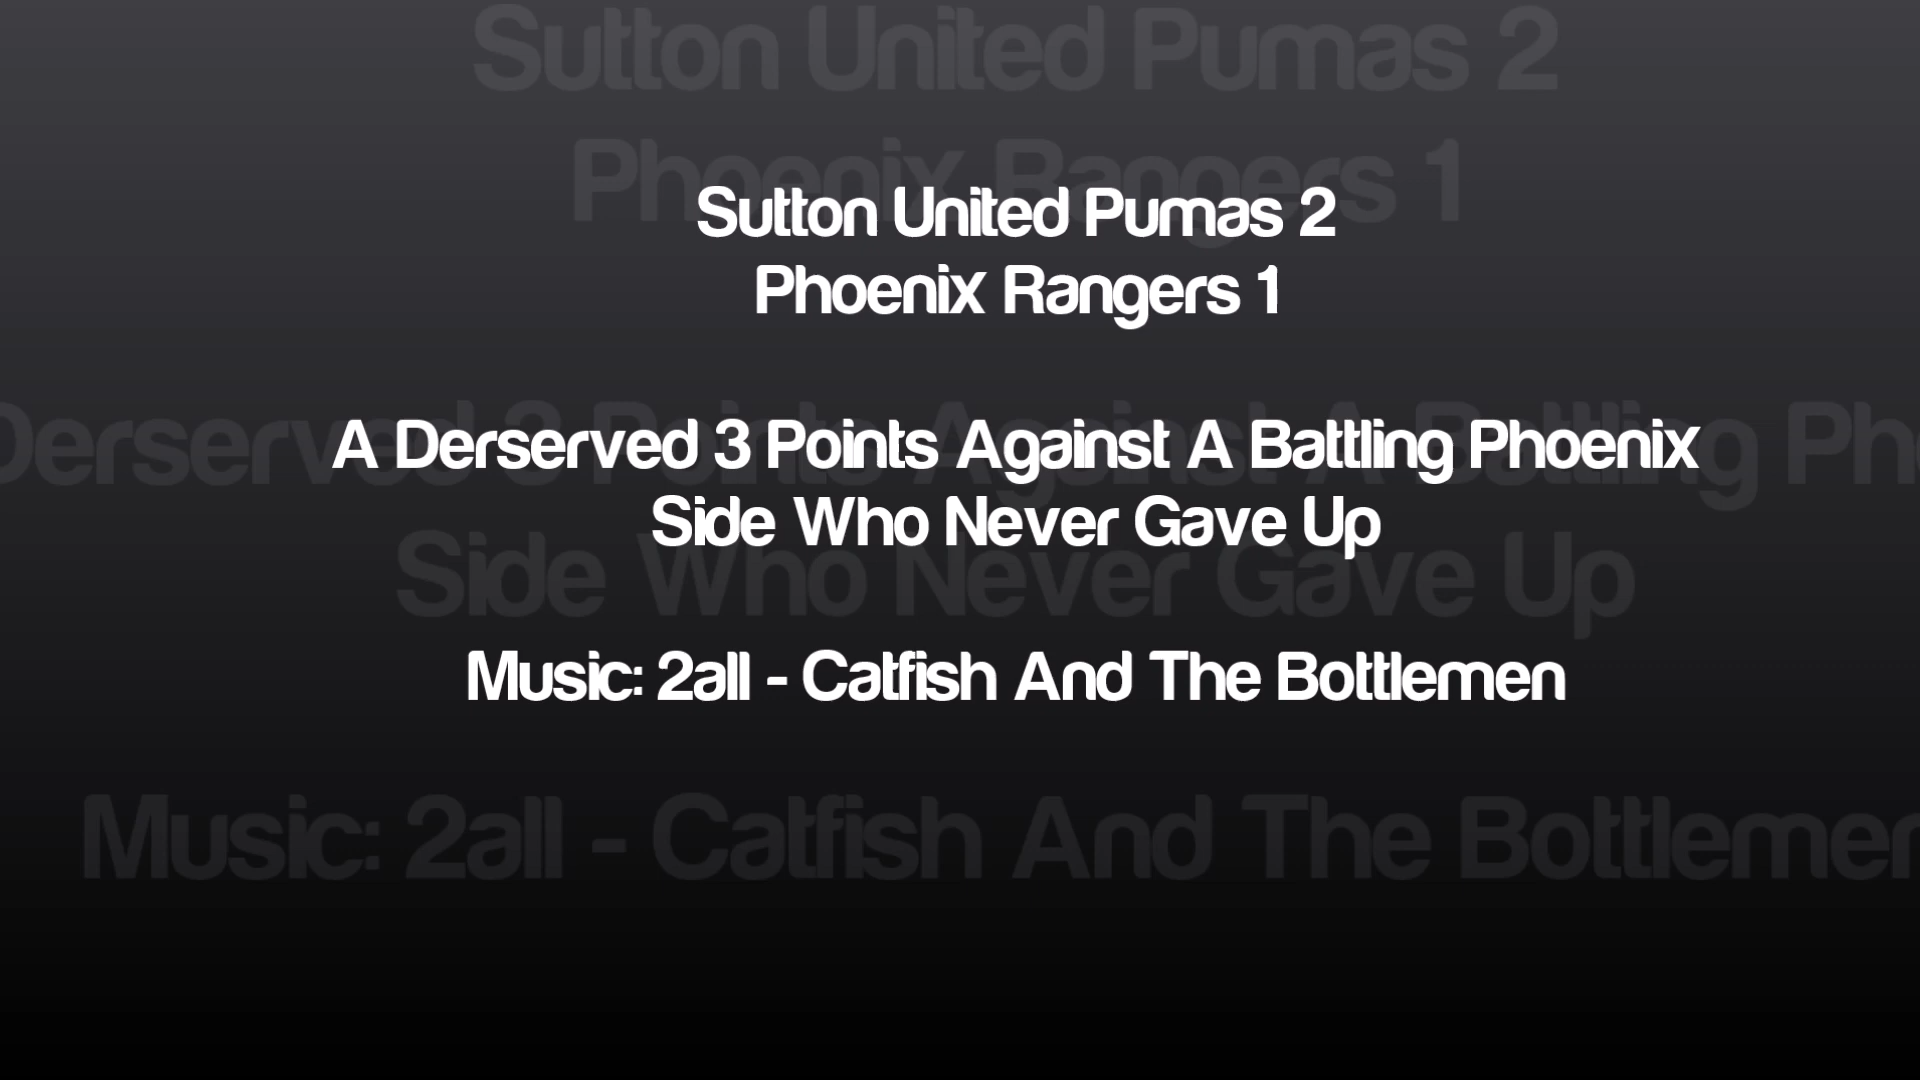 Sutton United Pumas 2
Phoenix Rangers 1
A Derserved 3 Points Against A Battling Phoenix
Side Who Never Gave Up
Music: 2all - Catfish And The Bottlemen